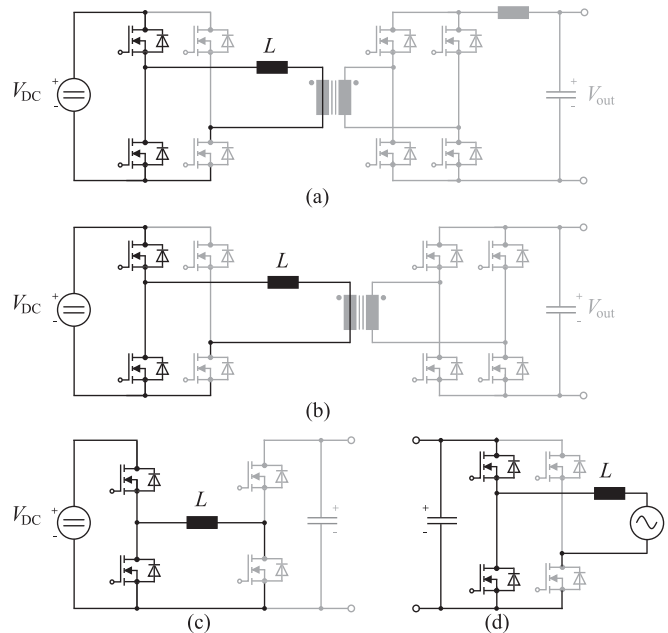 L
V_DC + -
+ - V_out
(a)
L
V_DC + -
+ - V_out
(b)
L
V_DC + -
+ -
(c)
+ -
L
(d)